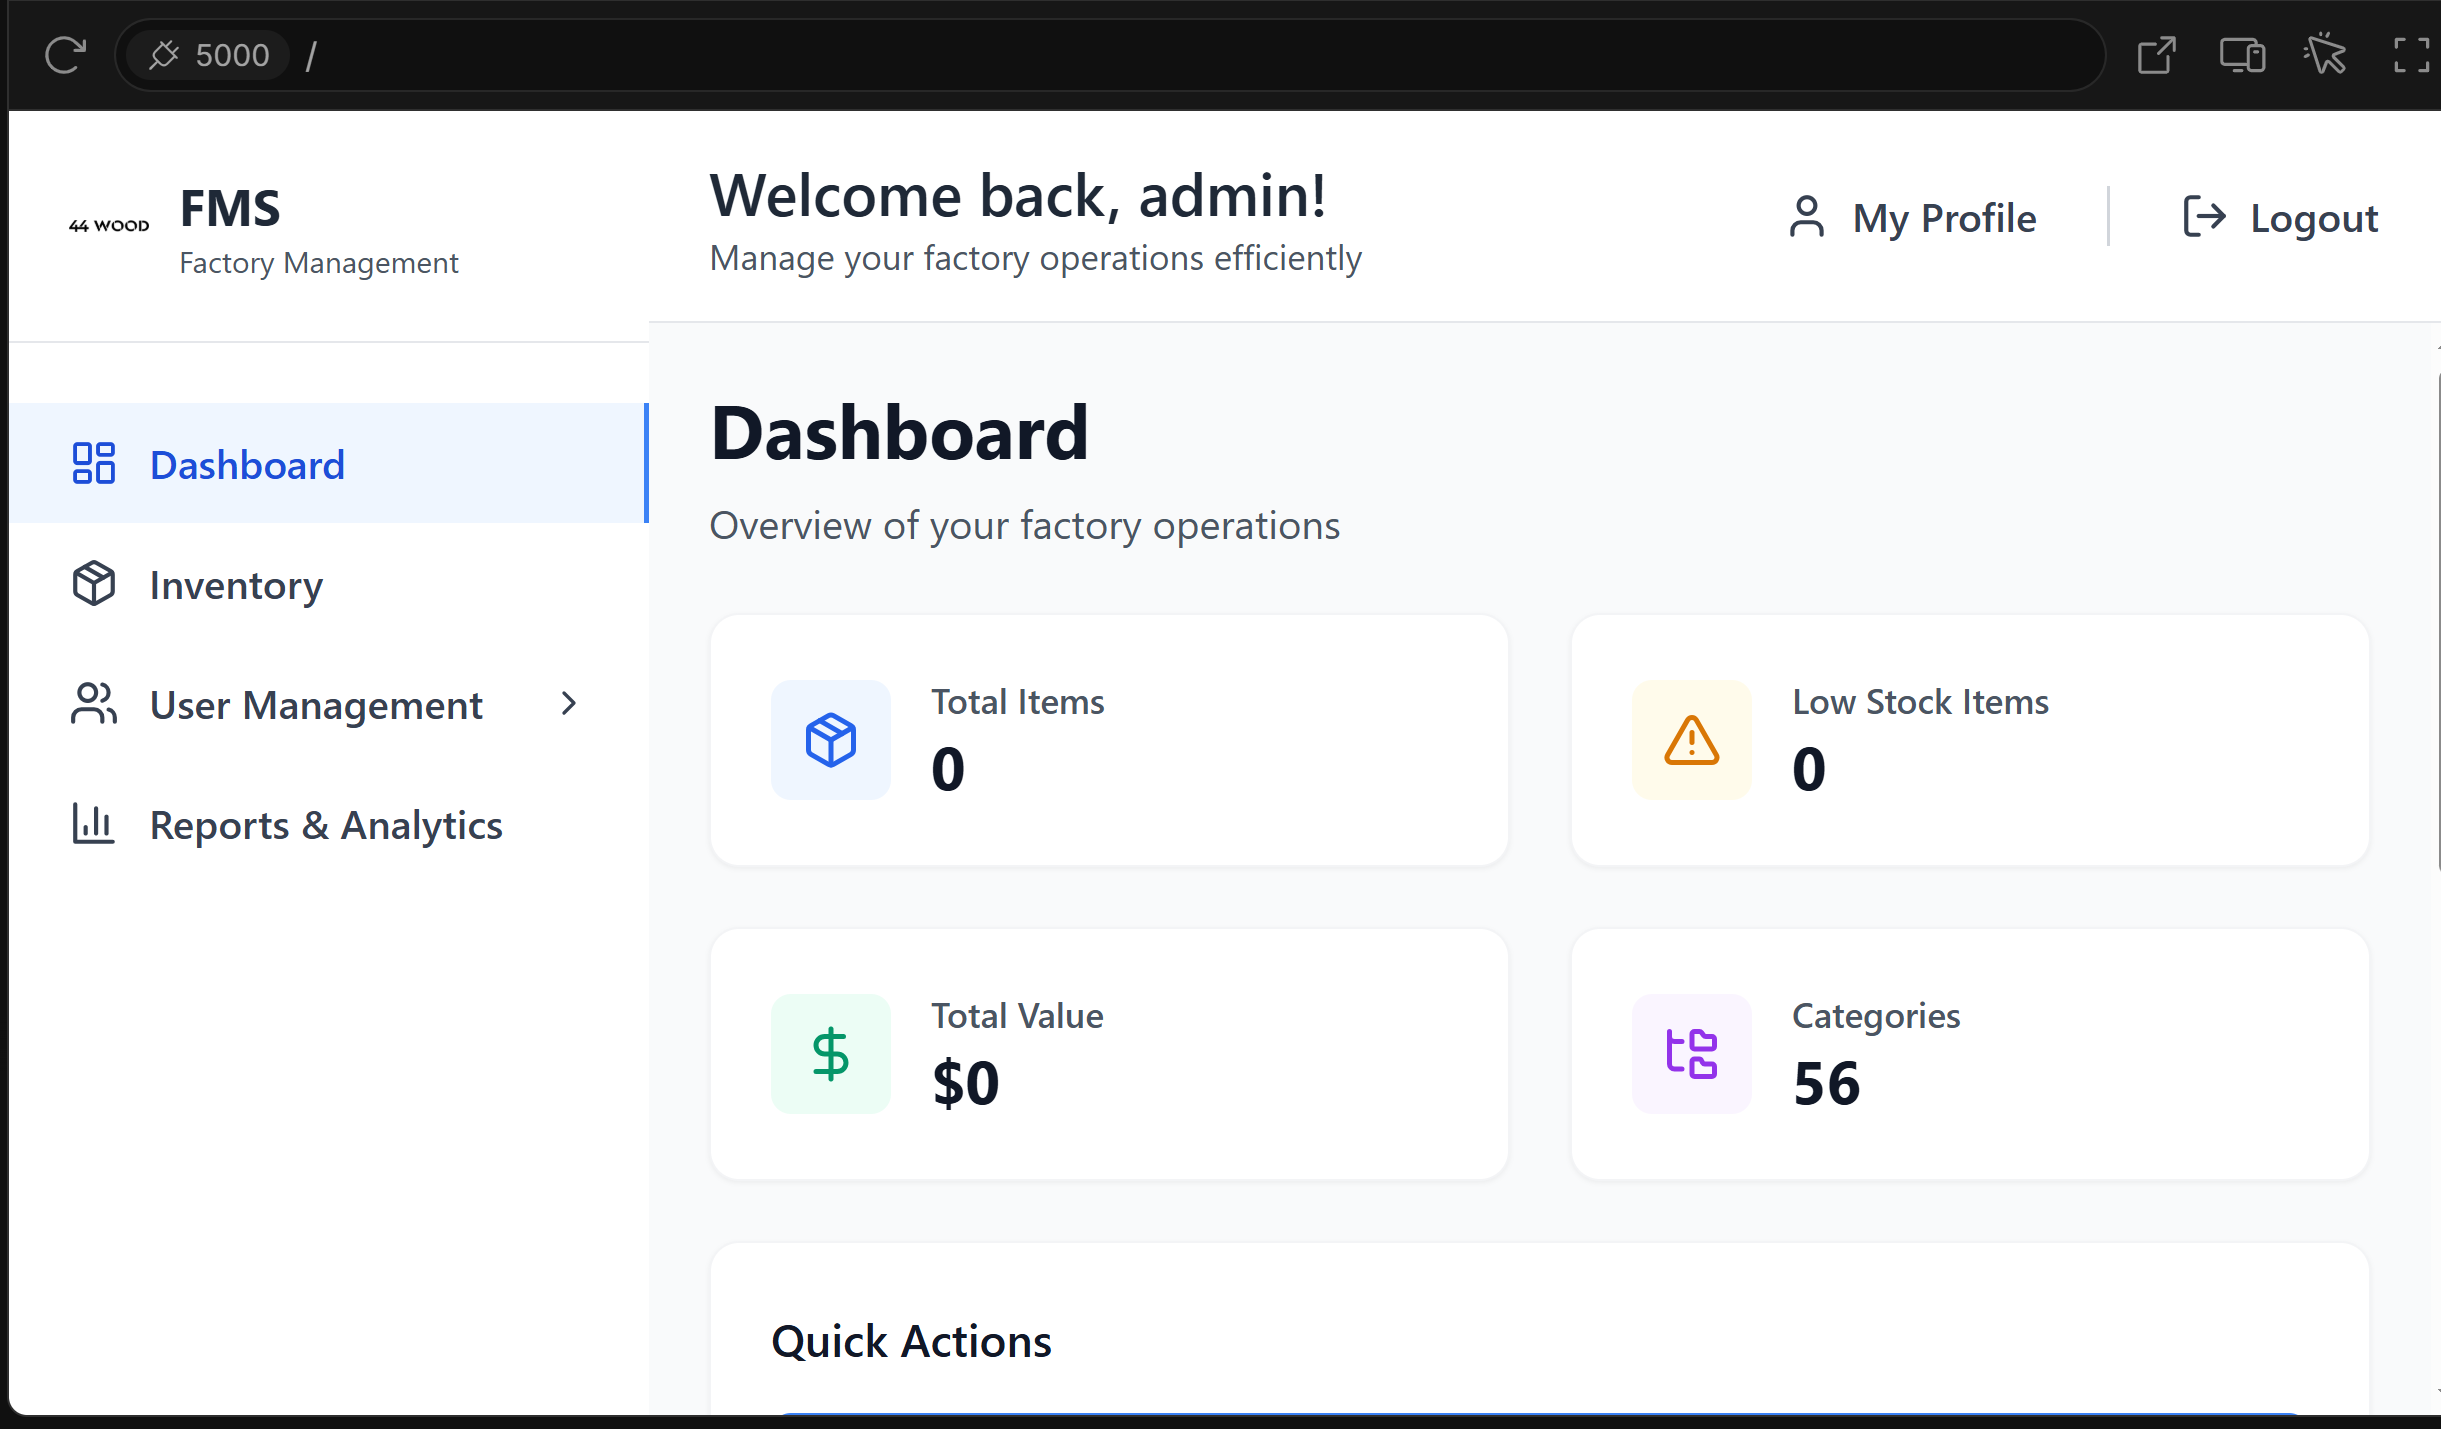 5000 /
44 WOOD
FMS
Factory Management
Welcome back, admin!
Manage your factory operations efficiently
My Profile
Logout
Dashboard
Inventory
User Management
Reports & Analytics
Dashboard
Overview of your factory operations
Total Items
0
Low Stock Items
0
Total Value
$0
Categories
56
Quick Actions